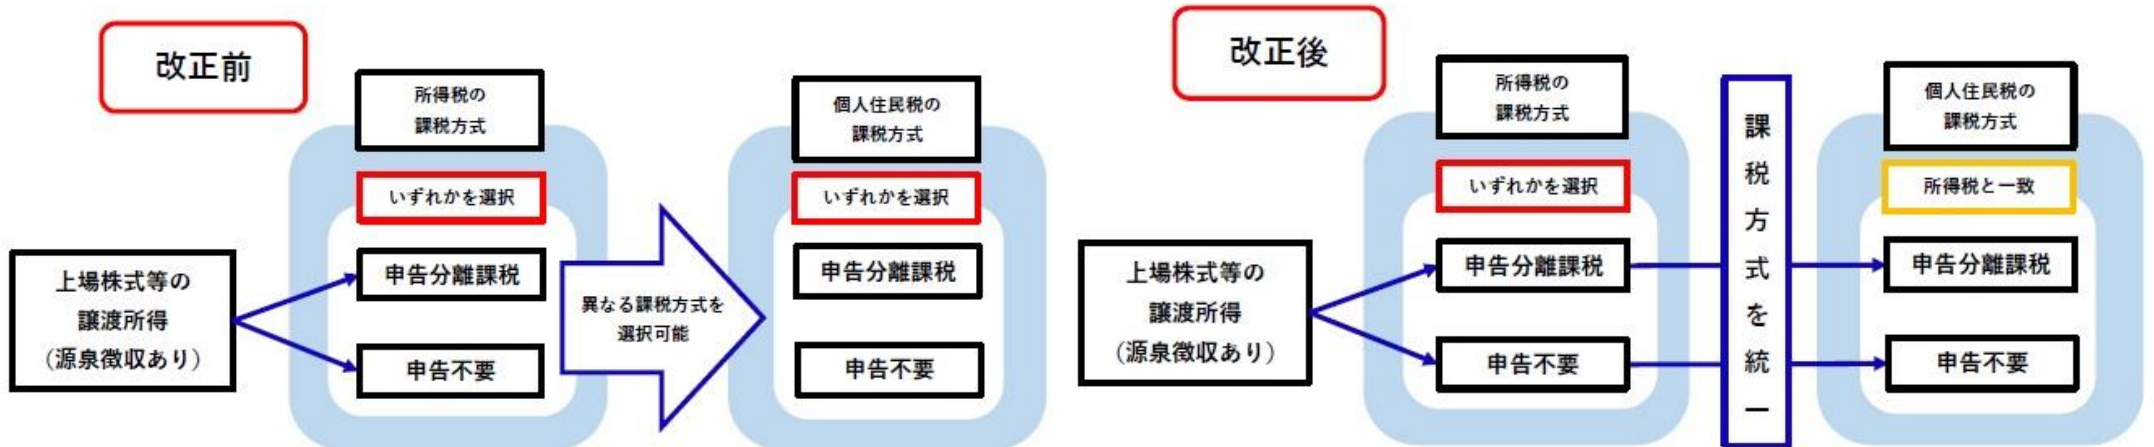 改正前
所得税の
課税方式
いずれかを選択
上場株式等の
譲渡所得
（源泉徴収あり）
申告分離課税
申告不要
異なる課税方式を
選択可能
個人住民税の
課税方式
いずれかを選択
申告分離課税
申告不要
改正後
所得税の
課税方式
いずれかを選択
上場株式等の
譲渡所得
（源泉徴収あり）
申告分離課税
申告不要
課税方式を統一
個人住民税の
課税方式
所得税と一致
申告分離課税
申告不要